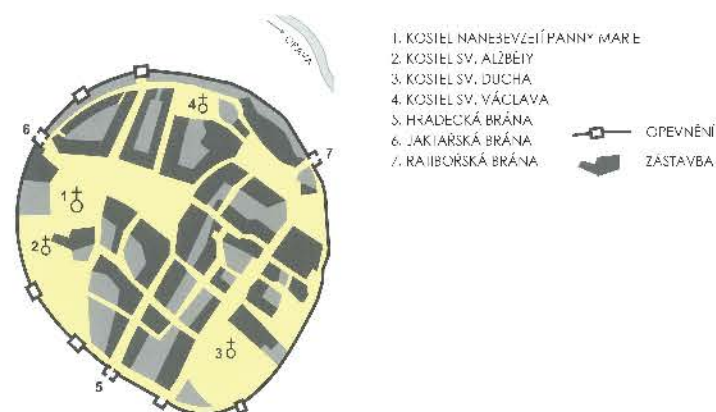 OPAVA
1. KOSTEL NANEBEVZETÍ PANNY MARIE
2. KOSTEL SV. ALŽBĚTY
3. KOSTEL SV. DUCHA
4. KOSTEL SV. VÁCLAVA
5. HRADECKÁ BRÁNA
6. JAKTAŘSKÁ BRÁNA
7. RATIBOŘSKÁ BRÁNA
OPEVNĚNÍ
ZÁSTAVBA
4
6
7
1
2
3
5